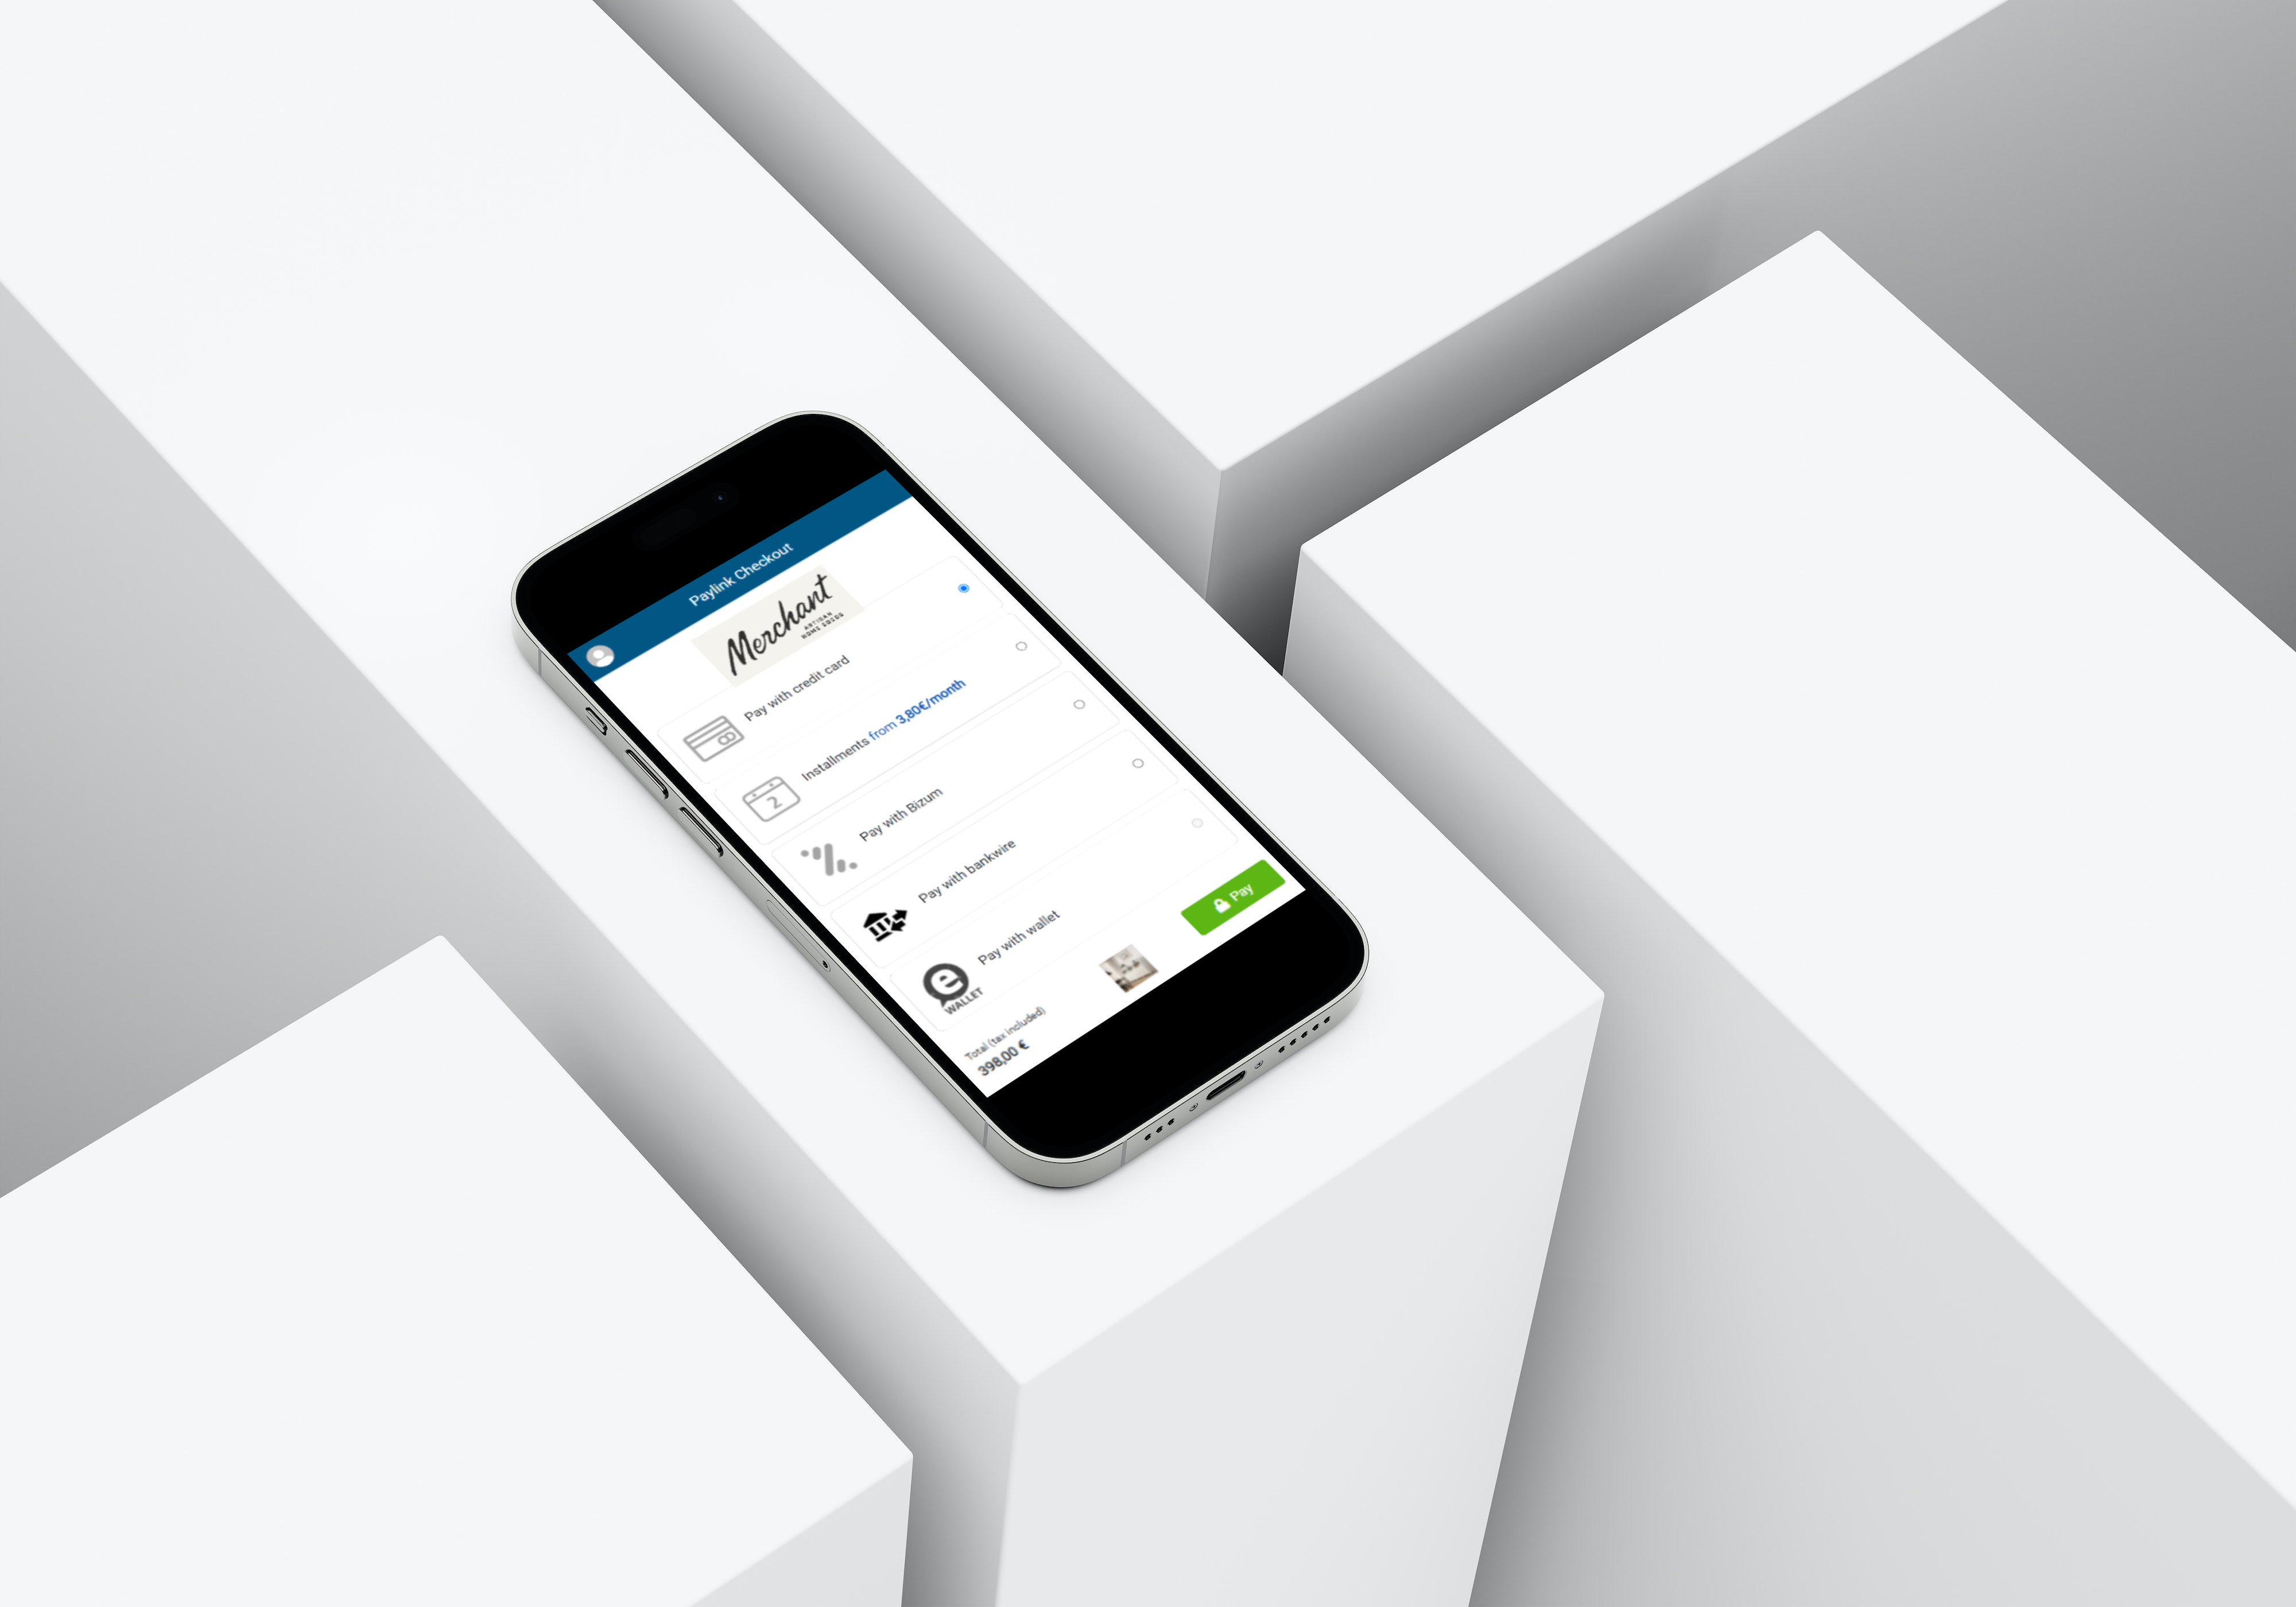 Paylink Checkout
Merchant
ARTISAN
HOME GOODS
Pay with credit card
Installments from 3,80€/month
2
Pay with Bizum
Pay with bankwire
Pay with wallet
e
WALLET
Total (tax included)
398,00 €
Pay